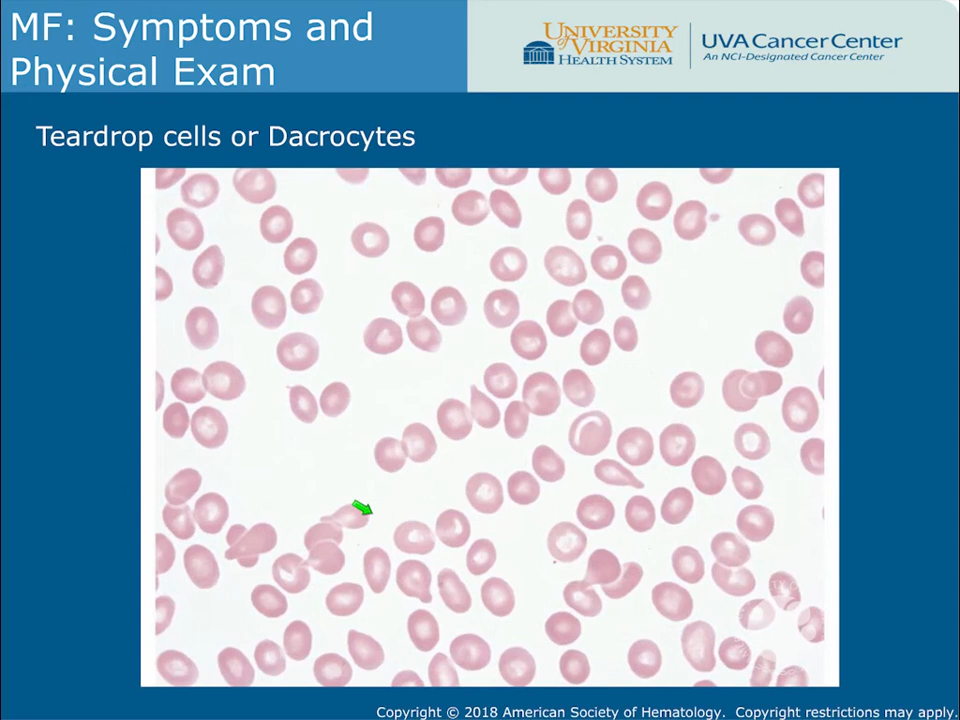 MF: Symptoms and
Physical Exam
UNIVERSITY
of VIRGINIA
HEALTH SYSTEM
UVA Cancer Center
An NCI-Designated Cancer Center
Teardrop cells or Dacrocytes
Copyright © 2018 American Society of Hematology. Copyright restrictions may apply.